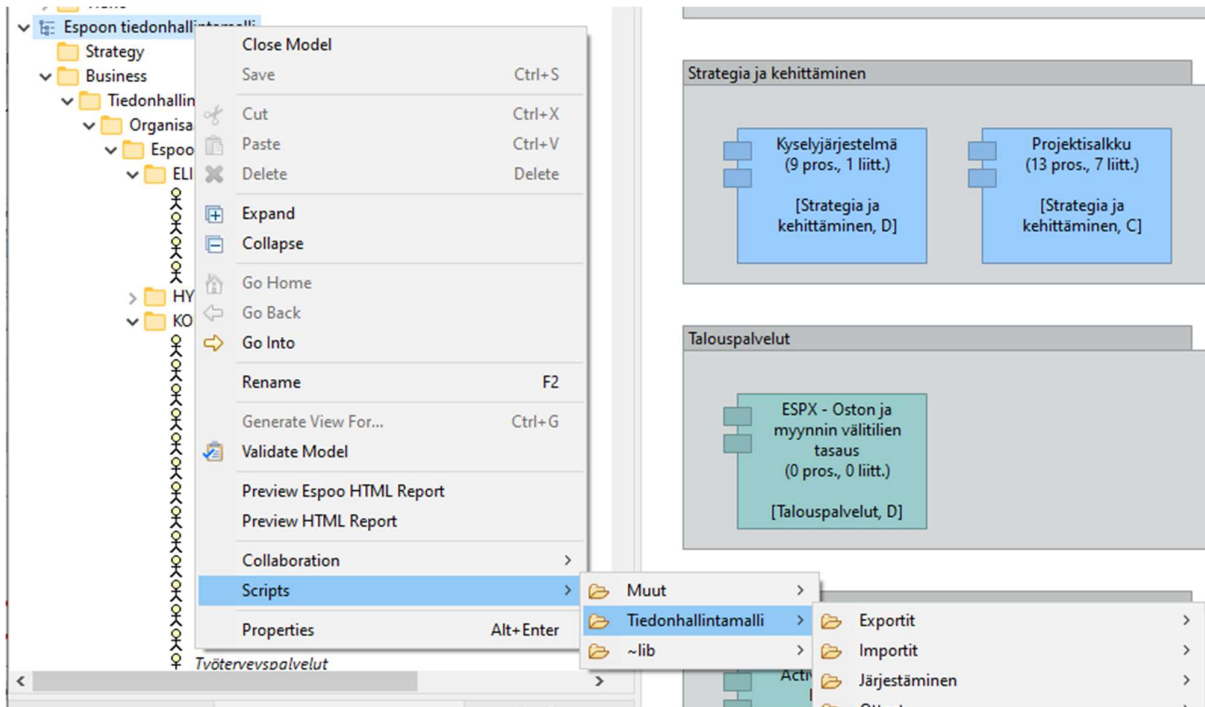 Espoon tiedonhallintamalli
Strategy
Business
Tiedonhallin
Organisa
Espoo
ELI
HY
KO
Työterveyspalvelut
Close Model
Save Ctrl+S
Cut Ctrl+X
Paste Ctrl+V
Delete Delete
Expand
Collapse
Go Home
Go Back
Go Into
Rename F2
Generate View For... Ctrl+G
Validate Model
Preview Espoo HTML Report
Preview HTML Report
Collaboration
Scripts
Properties Alt+Enter
Muut
Tiedonhallintamalli
~lib
Exportit
Importit
Järjestäminen
Strategia ja kehittäminen
Kyselyjärjestelmä
(9 pros., 1 liitt.)
[Strategia ja
kehittäminen, D]
Projektisalkku
(13 pros., 7 liitt.)
[Strategia ja
kehittäminen, C]
Talouspalvelut
ESPX - Oston ja
myynnin välitilien
tasaus
(0 pros., 0 liitt.)
[Talouspalvelut, D]
Acti